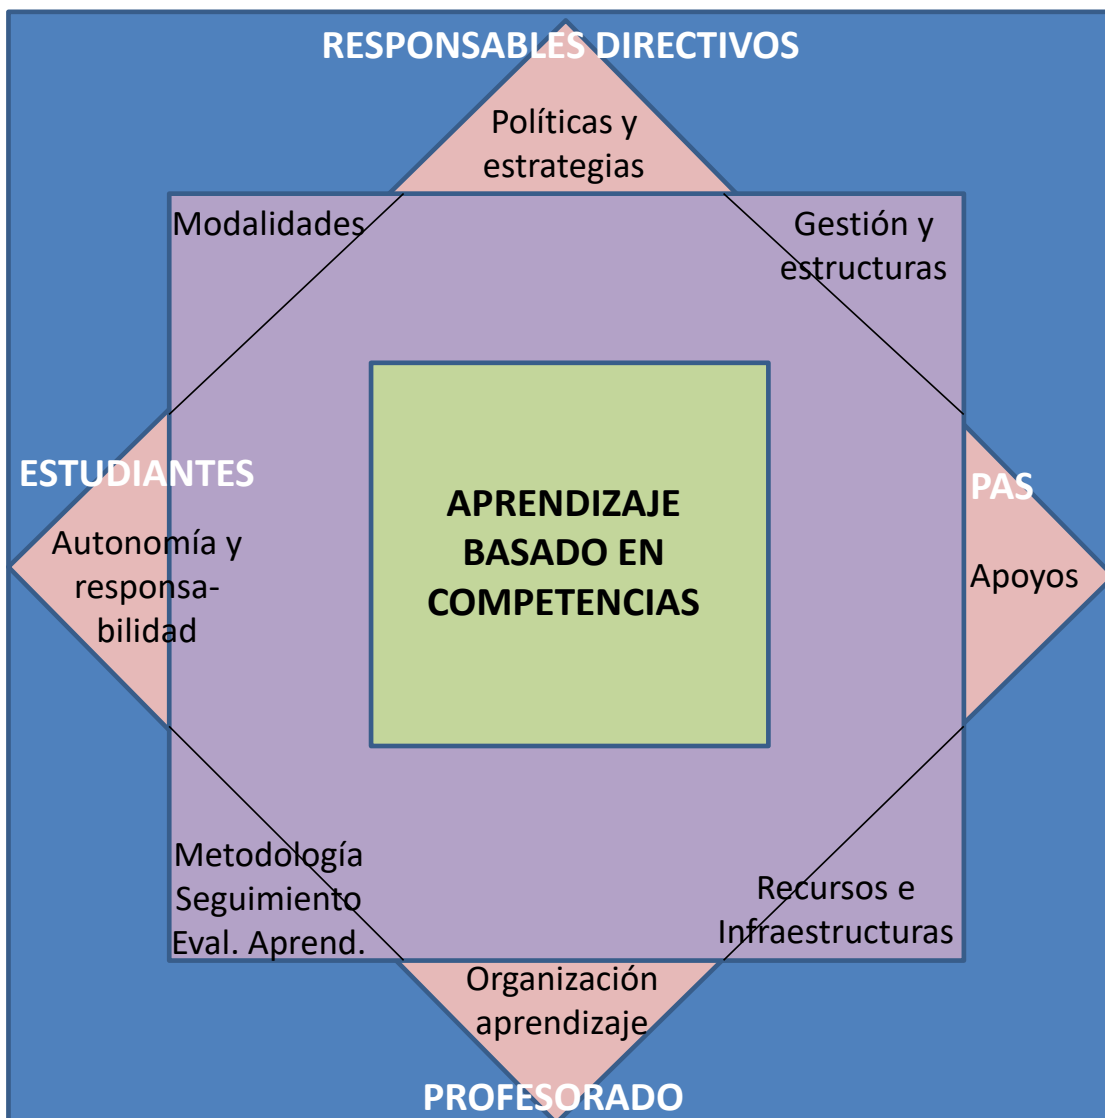 RESPONSABLES DIRECTIVOS
Políticas y
estrategias
Modalidades
Gestión y
estructuras
ESTUDIANTES
Autonomía y
responsa-
bilidad
APRENDIZAJE
BASADO EN
COMPETENCIAS
PAS
Apoyos
Metodología
Seguimiento
Eval. Aprend.
Recursos e
Infraestructuras
Organización
aprendizaje
PROFESORADO